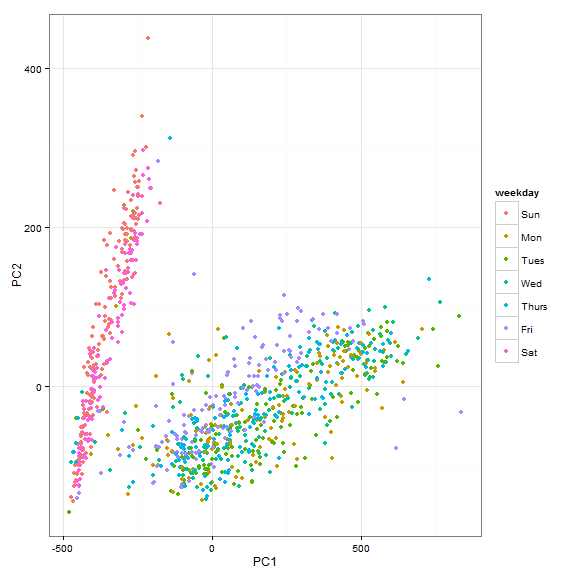 400
200
0
PC2
-500
0
500
PC1
weekday
Sun
Mon
Tues
Wed
Thurs
Fri
Sat